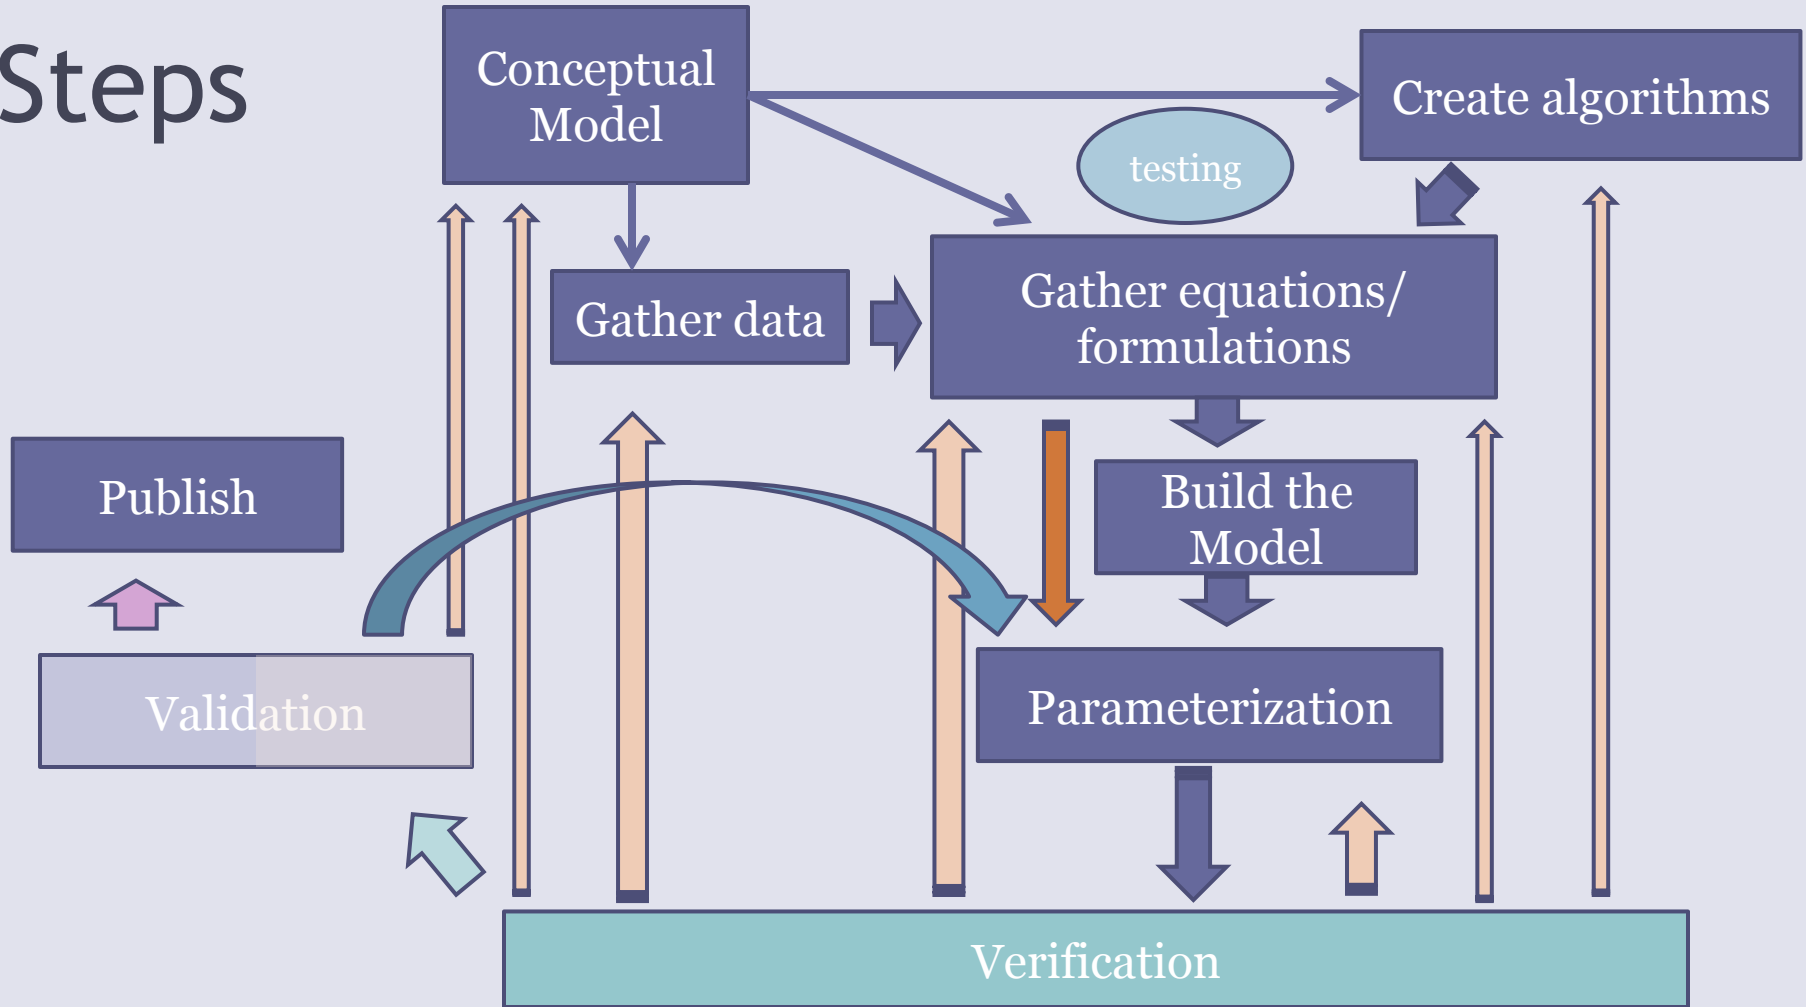 Steps
Conceptual
Model
Create algorithms
testing
Gather data
Gather equations/
formulations
Publish
Build the
Model
Validation
Parameterization
Verification